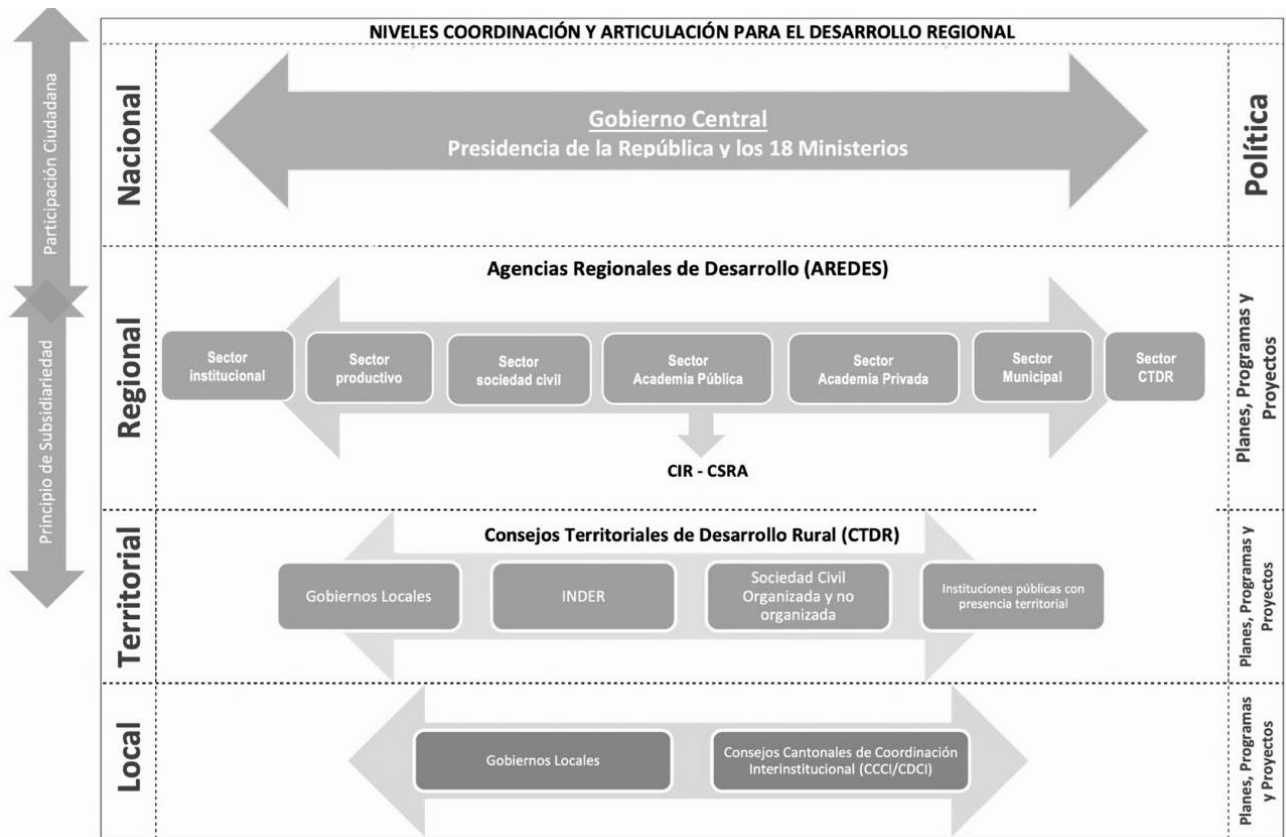 NIVELES COORDINACIÓN Y ARTICULACIÓN PARA EL DESARROLLO REGIONAL
Participación Ciudadana
Principio de Subsidiariedad
Nacional
Gobierno Central
Presidencia de la República y los 18 Ministerios
Política
Regional
Agencias Regionales de Desarrollo (AREDES)
Sector
institucional
Sector
productivo
Sector
sociedad civil
Sector
Academia Pública
Sector
Academia Privada
Sector
Municipal
Sector
CTDR
CIR - CSRA
Planes, Programas y
Proyectos
Territorial
Consejos Territoriales de Desarrollo Rural (CTDR)
Gobiernos Locales
INDER
Sociedad Civil
Organizada y no
organizada
Instituciones públicas con
presencia territorial
Planes, Programas y
Proyectos
Local
Gobiernos Locales
Consejos Cantonales de Coordinación
Interinstitucional (CCCI/CDCI)
Planes, Programas
y Proyectos